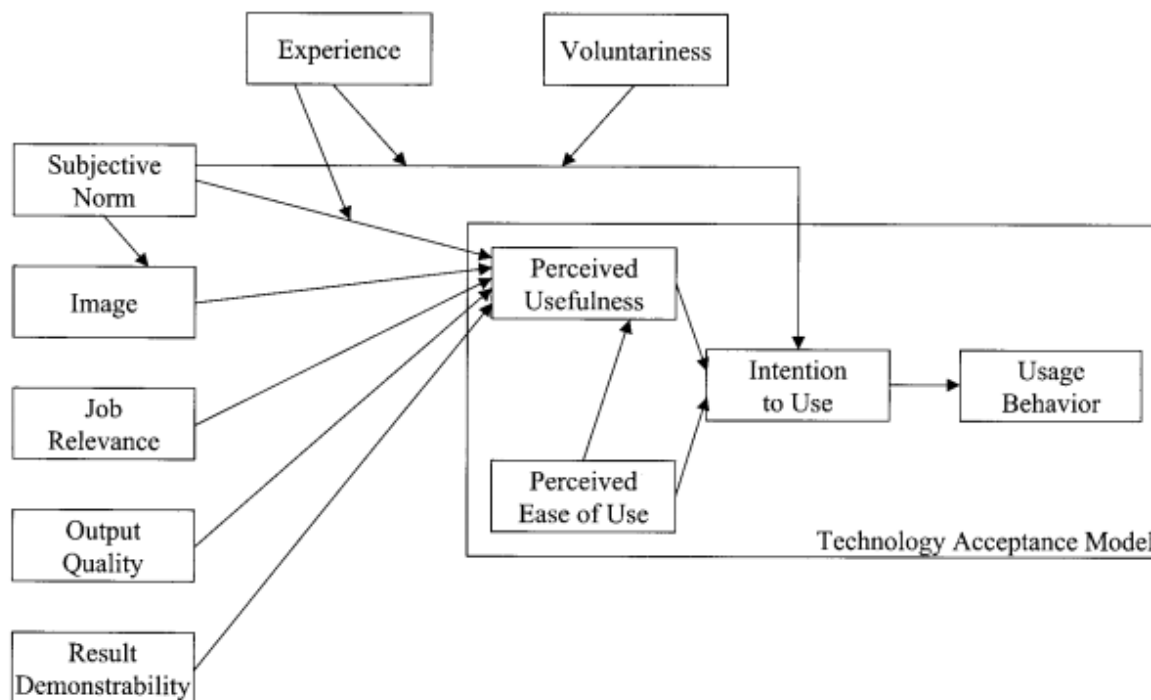 Experience
Voluntariness
Subjective
Norm
Image
Job
Relevance
Output
Quality
Result
Demonstrability
Perceived
Usefulness
Perceived
Ease of Use
Intention
to Use
Usage
Behavior
Technology Acceptance Model